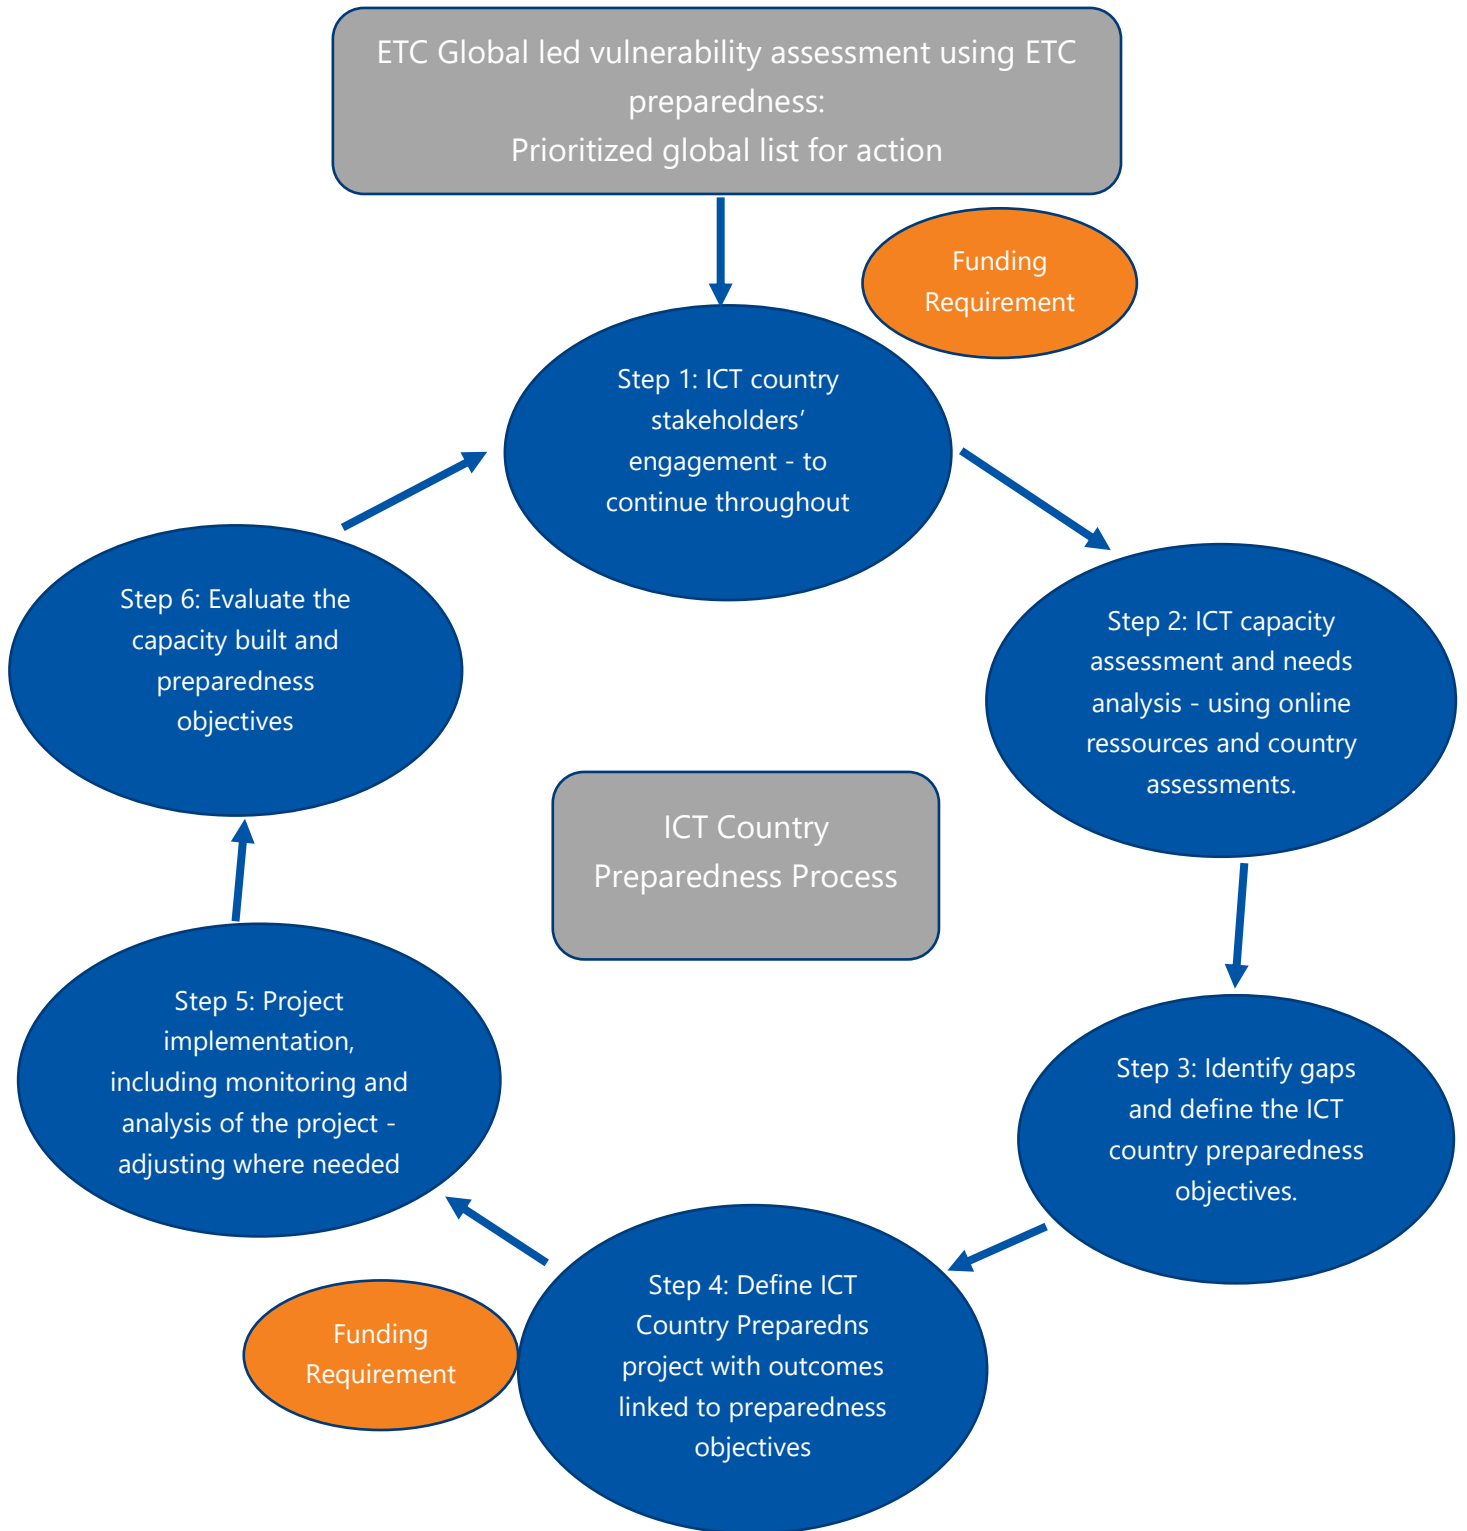 ETC Global led vulnerability assessment using ETC
preparedness:
Prioritized global list for action
Funding
Requirement
Step 1: ICT country
stakeholders’
engagement - to
continue throughout
Step 2: ICT capacity
assessment and needs
analysis - using online
ressources and country
assessments.
Step 3: Identify gaps
and define the ICT
country preparedness
objectives.
Step 4: Define ICT
Country Preparedns
project with outcomes
linked to preparedness
objectives
Funding
Requirement
Step 5: Project
implementation,
including monitoring and
analysis of the project -
adjusting where needed
Step 6: Evaluate the
capacity built and
preparedness
objectives
ICT Country
Preparedness Process